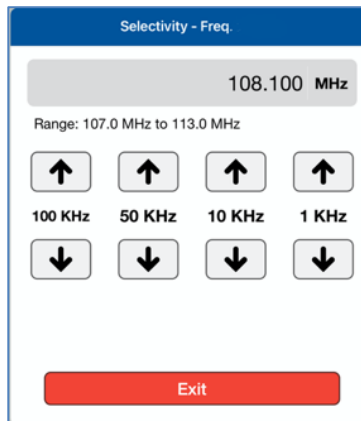 Selectivity - Freq.
108.100 MHz
Range: 107.0 MHz to 113.0 MHz
100 KHz 50 KHz 10 KHz 1 KHz
Exit